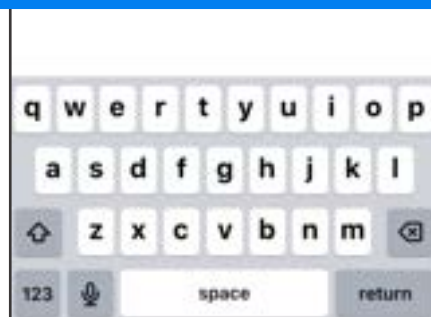 q w e r t y u i o p
a s d f g h j k l
z x c v b n m
123 space return